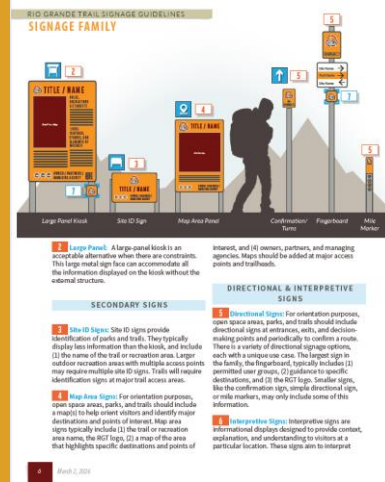 RIO GRANDE TRAIL SIGNAGE GUIDELINES
SIGNAGE FAMILY
2
TITLE / NAME
7
3
TITLE / NAME
4
TITLE / NAME
5
5
7
5
Large Panel Kiosk
Site ID Sign
Map Area Panel
Confirmation/
Turns
Fingerboard
Mile
Marker
2 Large Panel: A large-panel kiosk is an
acceptable alternative when there are constraints.
This large metal sign face can accommodate all
the information displayed on the kiosk without the
external structure.
SECONDARY SIGNS
3 Site ID Signs: Site ID signs provide
identification of parks and trails. They typically
display less information than the kiosk, and include
(1) the name of the trail or recreation area. Larger
outdoor recreation areas with multiple access points
may require multiple site ID signs. Trails will require
identification signs at major trail access areas.
4 Map Area Signs: For orientation purposes,
open space areas, parks, and trails should include
a map(s) to help orient visitors and identify major
destinations and points of interest. Map area
signs typically include (1) the trail or recreation
area name, the RGT logo, (2) a map of the area
that highlights specific destinations and points of
interest, and (4) owners, partners, and managing
agencies. Maps should be added at major access
points and trailheads.
DIRECTIONAL & INTERPRETIVE
SIGNS
5 Directional Signs: For orientation purposes,
open space areas, parks, and trails should include
directional signs at entrances, exits, and decision-
making points and periodically to confirm a route.
There is a variety of directional signage options,
each with a unique use case. The largest sign in
the family, the fingerboard, typically includes (1)
permitted user groups, (2) guidance to specific
destinations, and (3) the RGT logo. Smaller signs,
like the confirmation sign, simple directional sign,
or mile markers, may only include some of this
information.
6 Interpretive Signs: Interpretive signs are
informational displays designed to provide context,
explanation, and understanding to visitors at a
particular location. These signs aim to interpret
6 March 2, 2026